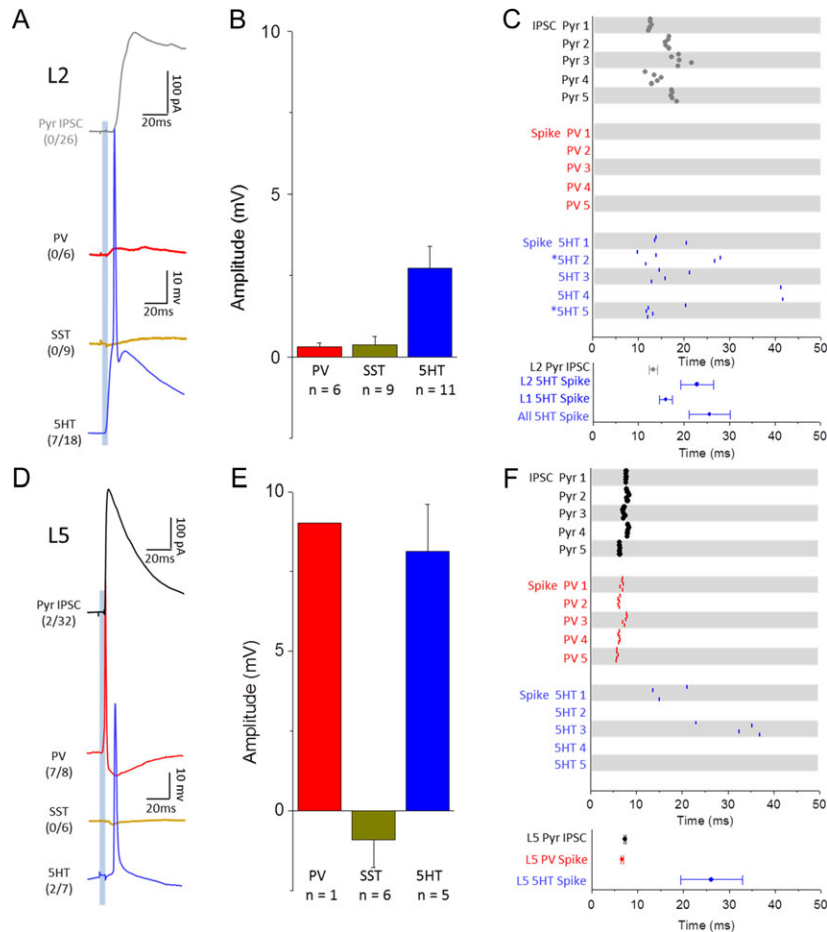 A
L2
100 pA
20ms
Pyr IPSC
(0/26)
PV
(0/6)
10 mv
20ms
SST
(0/9)
5HT
(7/18)
B
10
5
0
Amplitude (mV)
PV
SST
5HT
n = 6
n = 9
n = 11
C
IPSC Pyr 1
Pyr 2
Pyr 3
Pyr 4
Pyr 5
Spike PV 1
PV 2
PV 3
PV 4
PV 5
Spike 5HT 1
*5HT 2
5HT 3
5HT 4
*5HT 5
0 10 20 30 40 50
Time (ms)
L2 Pyr IPSC
L2 5HT Spike
L1 5HT Spike
All 5HT Spike
0 10 20 30 40 50
Time (ms)
D
L5
100 pA
20ms
Pyr IPSC
(2/32)
PV
(7/8)
10 mv
20ms
SST
(0/6)
5HT
(2/7)
E
10
5
0
Amplitude (mV)
PV
SST
5HT
n = 1
n = 6
n = 5
F
IPSC Pyr 1
Pyr 2
Pyr 3
Pyr 4
Pyr 5
Spike PV 1
PV 2
PV 3
PV 4
PV 5
Spike 5HT 1
5HT 2
5HT 3
5HT 4
5HT 5
0 10 20 30 40 50
Time (ms)
L5 Pyr IPSC
L5 PV Spike
L5 5HT Spike
0 10 20 30 40 50
Time (ms)